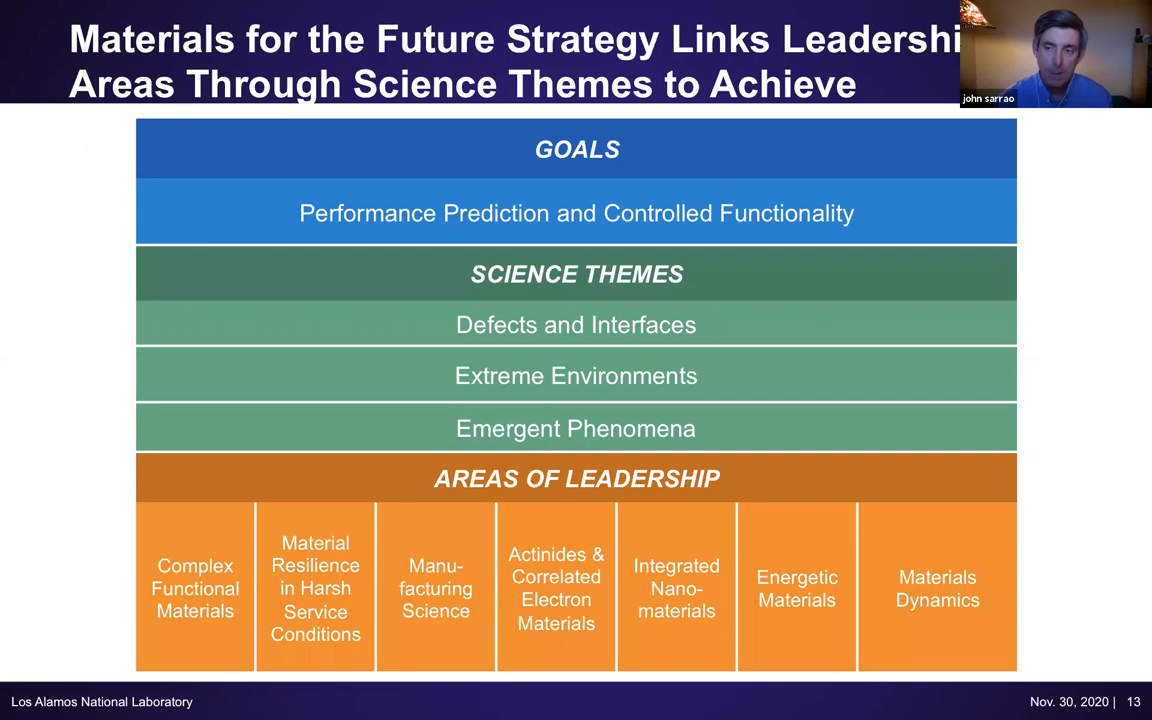 Materials for the Future Strategy Links Leadershi
Areas Through Science Themes to Achieve
john sarrao
GOALS
Performance Prediction and Controlled Functionality
SCIENCE THEMES
Defects and Interfaces
Extreme Environments
Emergent Phenomena
AREAS OF LEADERSHIP
Complex
Functional
Materials
Material
Resilience
in Harsh
Service
Conditions
Manu-
facturing
Science
Actinides &
Correlated
Electron
Materials
Integrated
Nano-
materials
Energetic
Materials
Materials
Dynamics
Los Alamos National Laboratory
Nov. 30, 2020 | 13